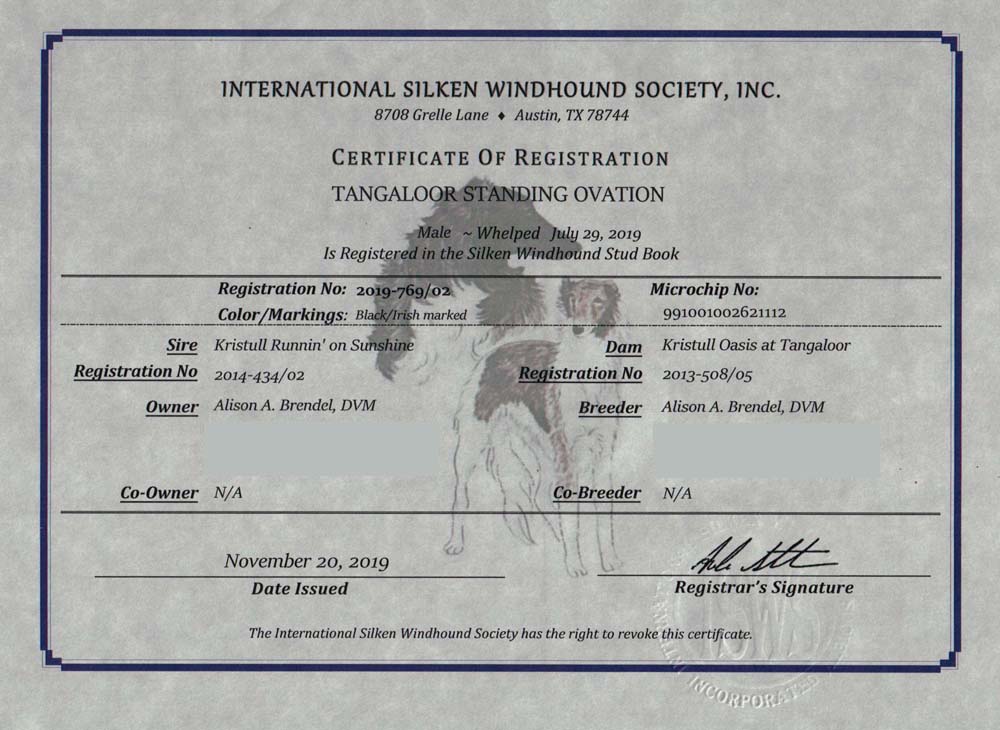 INTERNATIONAL SILKEN WINDHOUND SOCIETY, INC.
8708 Grelle Lane ♦ Austin, TX 78744
CERTIFICATE OF REGISTRATION
TANGALOOR STANDING OVATION
Male ~ Whelped July 29, 2019
Is Registered in the Silken Windhound Stud Book
Registration No: 2019-769/02 Microchip No:
Color/Markings: Black/Irish marked 991001002621112
Sire Kristull Runnin' on Sunshine Dam Kristull Oasis at Tangaloor
Registration No 2014-434/02 Registration No 2013-508/05
Owner Alison A. Brendel, DVM Breeder Alison A. Brendel, DVM
Co-Owner N/A Co-Breeder N/A
November 20, 2019
Date Issued Registrar's Signature
The International Silken Windhound Society has the right to revoke this certificate.
INCORPORATED